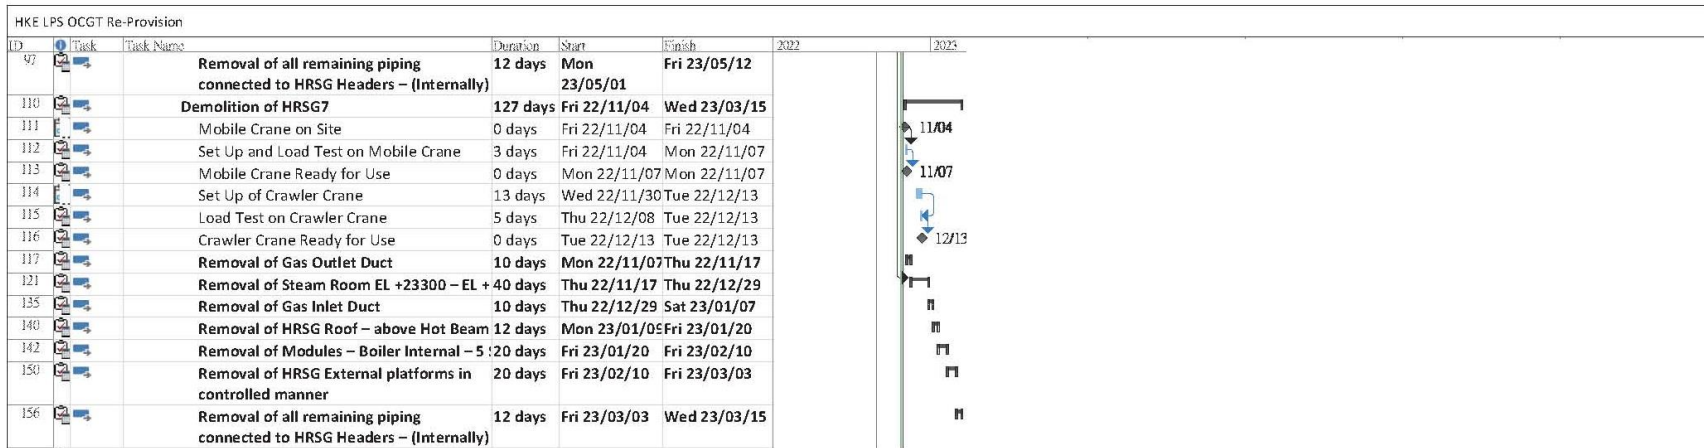 HKE LPS OCGT Re-Provision
ID Task Task Name Duration Start Finish 2022 2023
97 Removal of all remaining piping 12 days Mon Fri 23/05/12
connected to HRSG Headers – (Internally) 23/05/01
110 Demolition of HRSG7 127 days Fri 22/11/04 Wed 23/03/15
111 Mobile Crane on Site 0 days Fri 22/11/04 Fri 22/11/04 11/04
112 Set Up and Load Test on Mobile Crane 3 days Fri 22/11/04 Mon 22/11/07
113 Mobile Crane Ready for Use 0 days Mon 22/11/07 Mon 22/11/07 11/07
114 Set Up of Crawler Crane 13 days Wed 22/11/30 Tue 22/12/13
115 Load Test on Crawler Crane 5 days Thu 22/12/08 Tue 22/12/13
116 Crawler Crane Ready for Use 0 days Tue 22/12/13 Tue 22/12/13 12/13
117 Removal of Gas Outlet Duct 10 days Mon 22/11/07 Thu 22/11/17
121 Removal of Steam Room EL +23300 – EL + 40 days Thu 22/11/17 Thu 22/12/29
135 Removal of Gas Inlet Duct 10 days Thu 22/12/29 Sat 23/01/07
140 Removal of HRSG Roof – above Hot Beam 12 days Mon 23/01/09 Fri 23/01/20
142 Removal of Modules – Boiler Internal – 5 20 days Fri 23/01/20 Fri 23/02/10
150 Removal of HRSG External platforms in 20 days Fri 23/02/10 Fri 23/03/03
controlled manner
156 Removal of all remaining piping 12 days Fri 23/03/03 Wed 23/03/15
connected to HRSG Headers – (Internally)